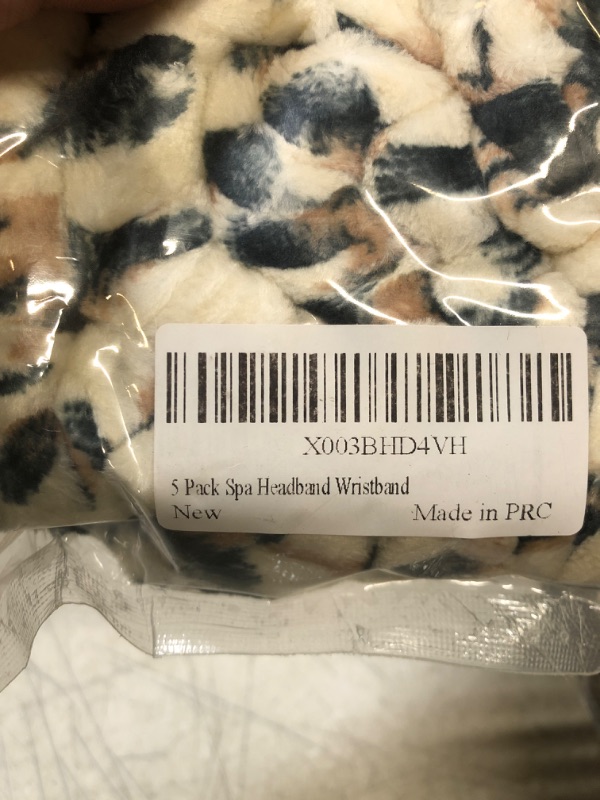 X003BHD4VH
5 Pack Spa Headband Wristband
New
Made in PRC